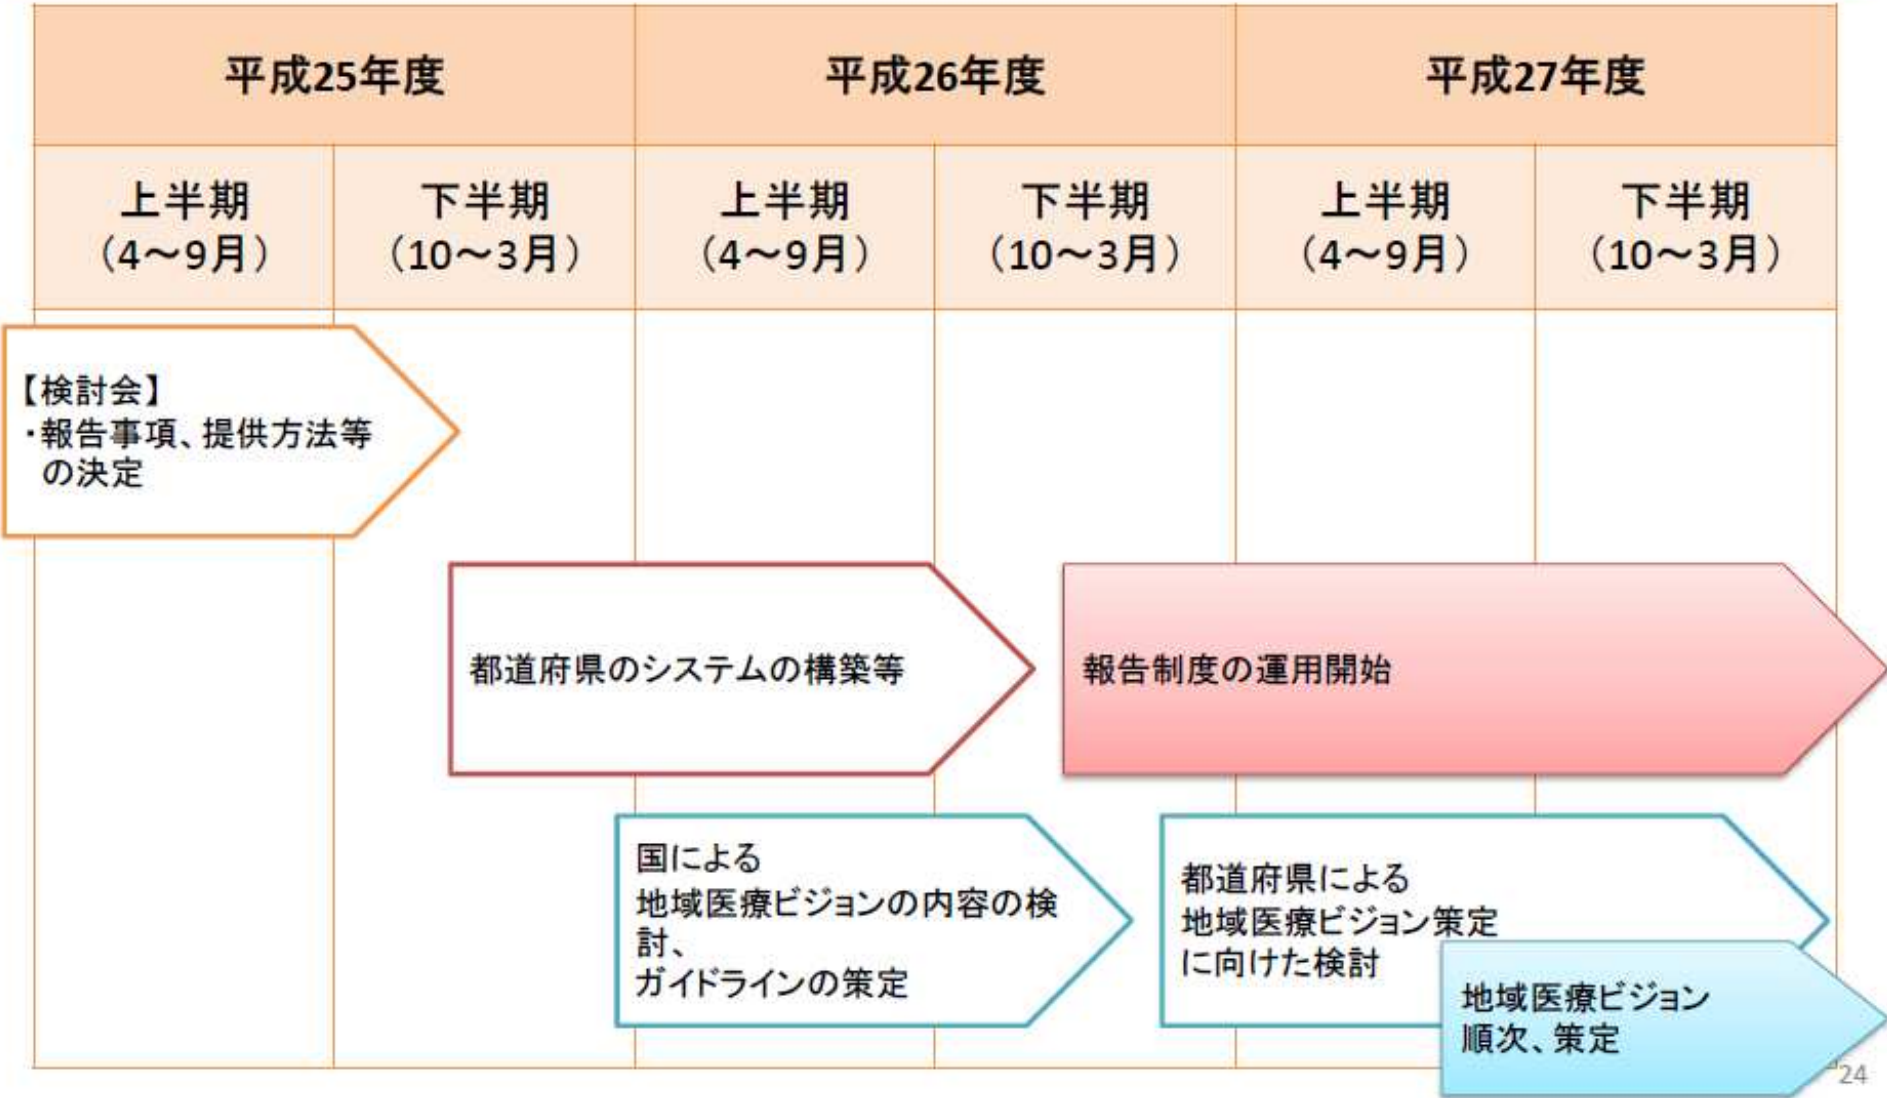 平成25年度
平成26年度
平成27年度
上半期
（4～9月）
下半期
（10～3月）
上半期
（4～9月）
下半期
（10～3月）
上半期
（4～9月）
下半期
（10～3月）
【検討会】
・報告事項、提供方法等
の決定
都道府県のシステムの構築等
報告制度の運用開始
国による
地域医療ビジョンの内容の検
討、
ガイドラインの策定
都道府県による
地域医療ビジョン策定
に向けた検討
地域医療ビジョン
順次、策定
24